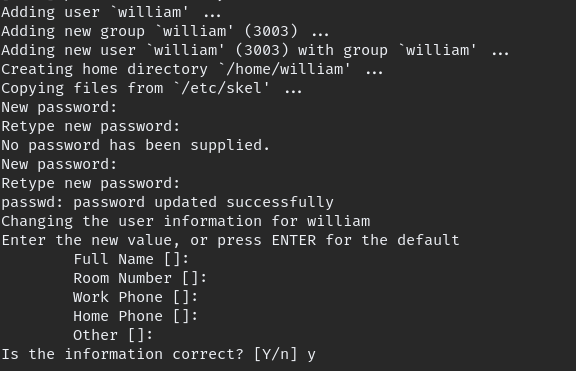 Adding user `william' ...
Adding new group `william' (3003) ...
Adding new user `william' (3003) with group `william' ...
Creating home directory `/home/william' ...
Copying files from `/etc/skel' ...
New password:
Retype new password:
No password has been supplied.
New password:
Retype new password:
passwd: password updated successfully
Changing the user information for william
Enter the new value, or press ENTER for the default
Full Name []:
Room Number []:
Work Phone []:
Home Phone []:
Other []:
Is the information correct? [Y/n] y